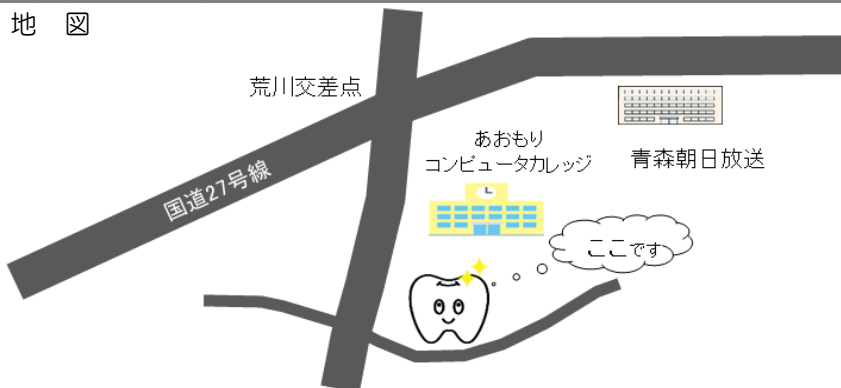 地 図
荒川交差点
国道27号線
あおもり
コンピュータカレッジ
青森朝日放送
ここです